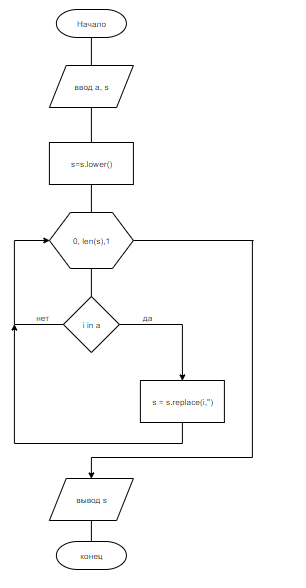 Начало
ввод a, s
s=s.lower()
0, len(s),1
нет
i in a
да
s = s.replace(i,'')
вывод s
конец